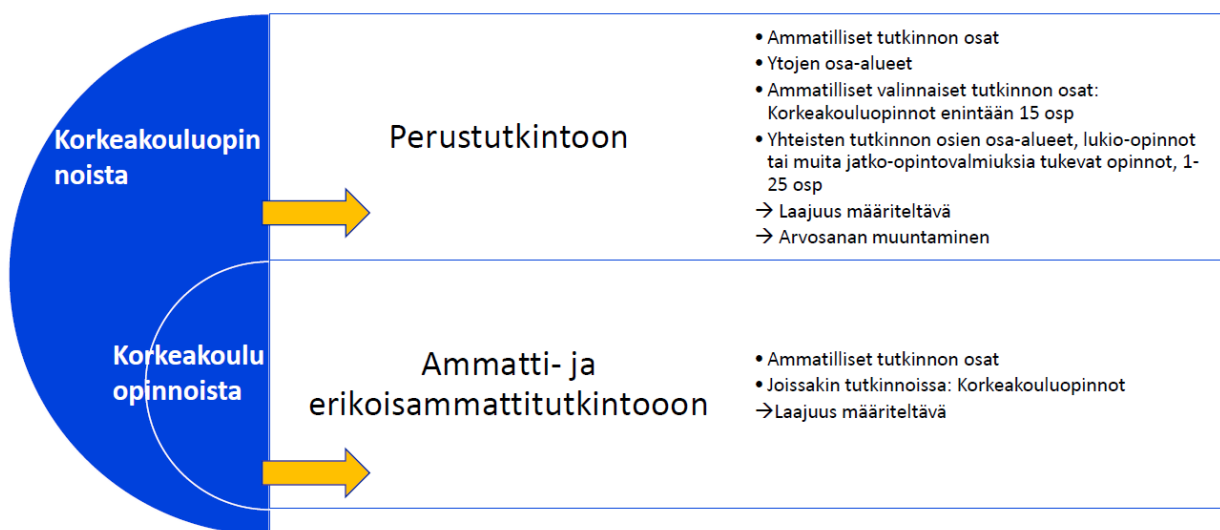 Korkeakouluopin
noista
Perustutkintoon
• Ammatilliset tutkinnon osat
• Ytojen osa-alueet
• Ammatilliset valinnaiset tutkinnon osat:
Korkeakouluopinnot enintään 15 osp
• Yhteisten tutkinnon osien osa-alueet, lukio-opinnot
tai muita jatko-opintovalmiuksia tukevat opinnot, 1-
25 osp
→ Laajuus määriteltävä
→ Arvosanan muuntaminen
Korkeakoulu
opinnoista
Ammatti- ja
erikoisammattitutkintooon
• Ammatilliset tutkinnon osat
• Joissakin tutkinnoissa: Korkeakouluopinnot
→Laajuus määriteltävä